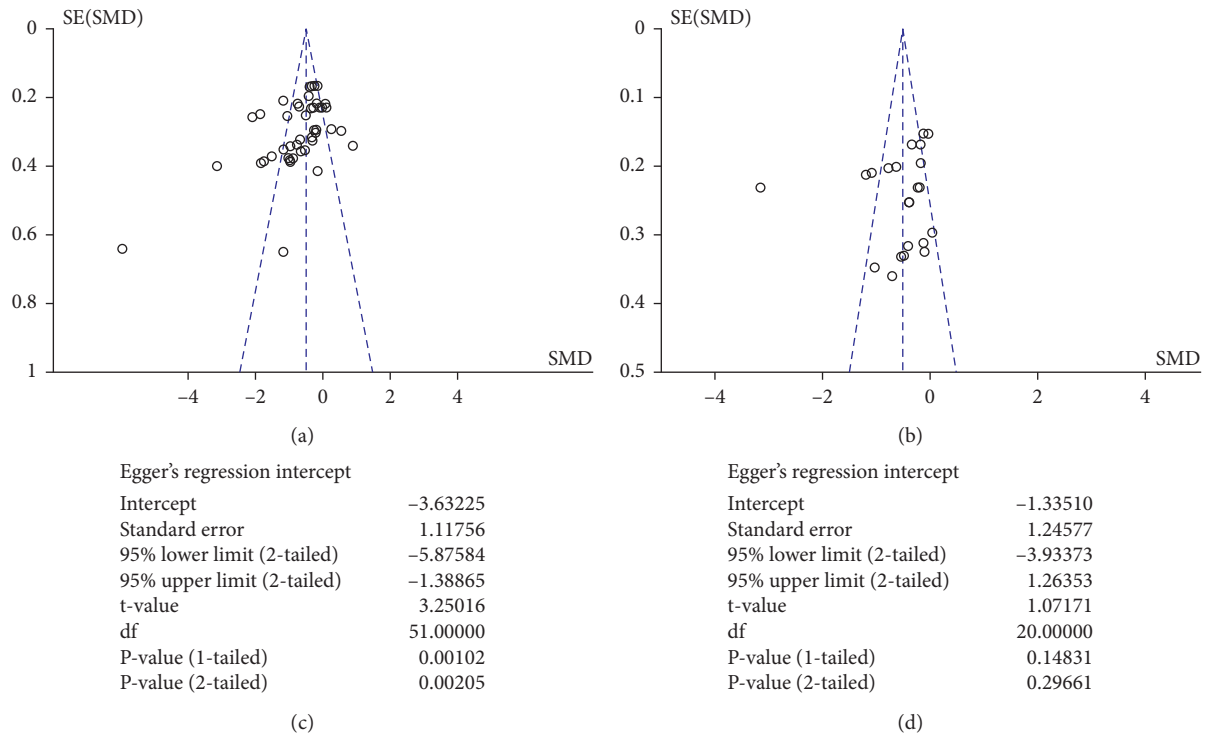 SE(SMD)
0
0.2
0.4
0.6
0.8
1
SMD
–4 –2 0 2 4
(a)
SE(SMD)
0
0.1
0.2
0.3
0.4
0.5
SMD
–4 –2 0 2 4
(b)
Egger's regression intercept
Intercept –3.63225
Standard error 1.11756
95% lower limit (2-tailed) –5.87584
95% upper limit (2-tailed) –1.38865
t-value 3.25016
df 51.00000
P-value (1-tailed) 0.00102
P-value (2-tailed) 0.00205
(c)
Egger's regression intercept
Intercept –1.33510
Standard error 1.24577
95% lower limit (2-tailed) –3.93373
95% upper limit (2-tailed) 1.26353
t-value 1.07171
df 20.00000
P-value (1-tailed) 0.14831
P-value (2-tailed) 0.29661
(d)